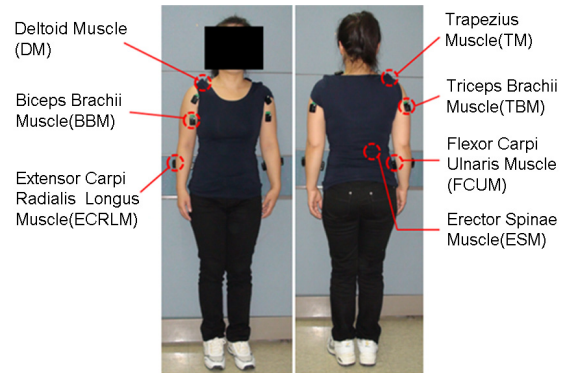 Deltoid Muscle
(DM)
Biceps Brachii
Muscle(BBM)
Extensor Carpi
Radialis Longus
Muscle(ECRLM)
Trapezius
Muscle(TM)
Triceps Brachii
Muscle(TBM)
Flexor Carpi
Ulnaris Muscle
(FCUM)
Erector Spinae
Muscle(ESM)